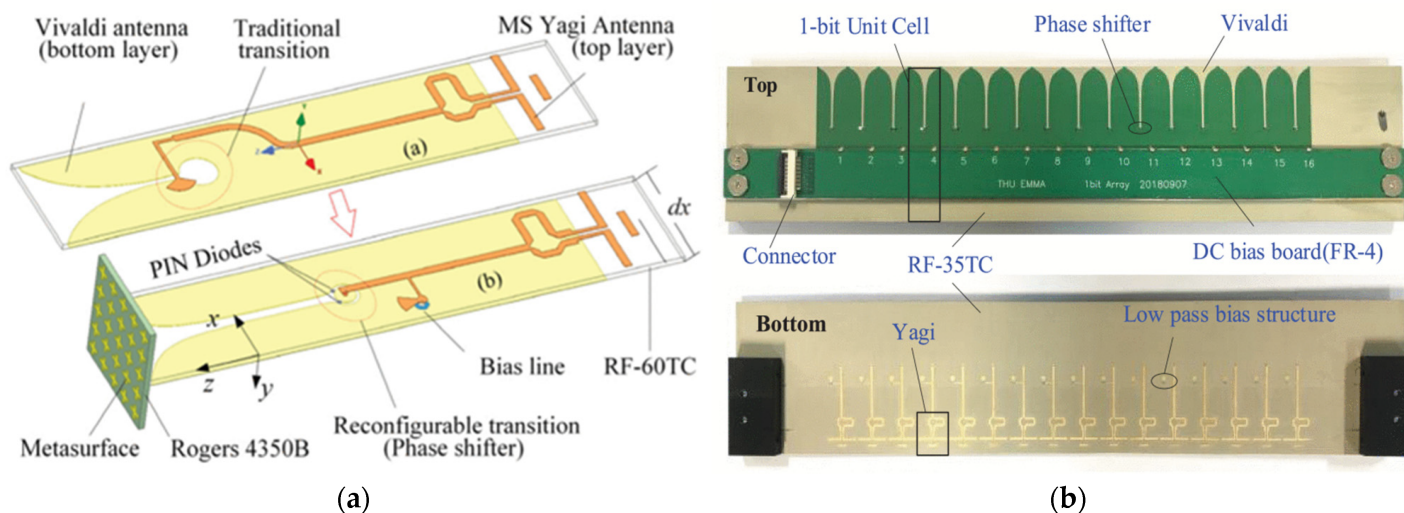 Vivaldi antenna
(bottom layer)
Traditional
transition
MS Yagi Antenna
(top layer)
y
z
x
(a)
dx
PIN Diodes
(b)
x
z
y
Bias line
RF-60TC
Reconfigurable transition
(Phase shifter)
Metasurface
Rogers 4350B
(a)
1-bit Unit Cell
Phase shifter
Vivaldi
Top
1 2 3 4 5 6 7 8 9 10 11 12 13 14 15 16
THU EMMA 1bit Array 20180907
Connector
RF-35TC
DC bias board(FR-4)
Bottom
Low pass bias structure
Yagi
(b)